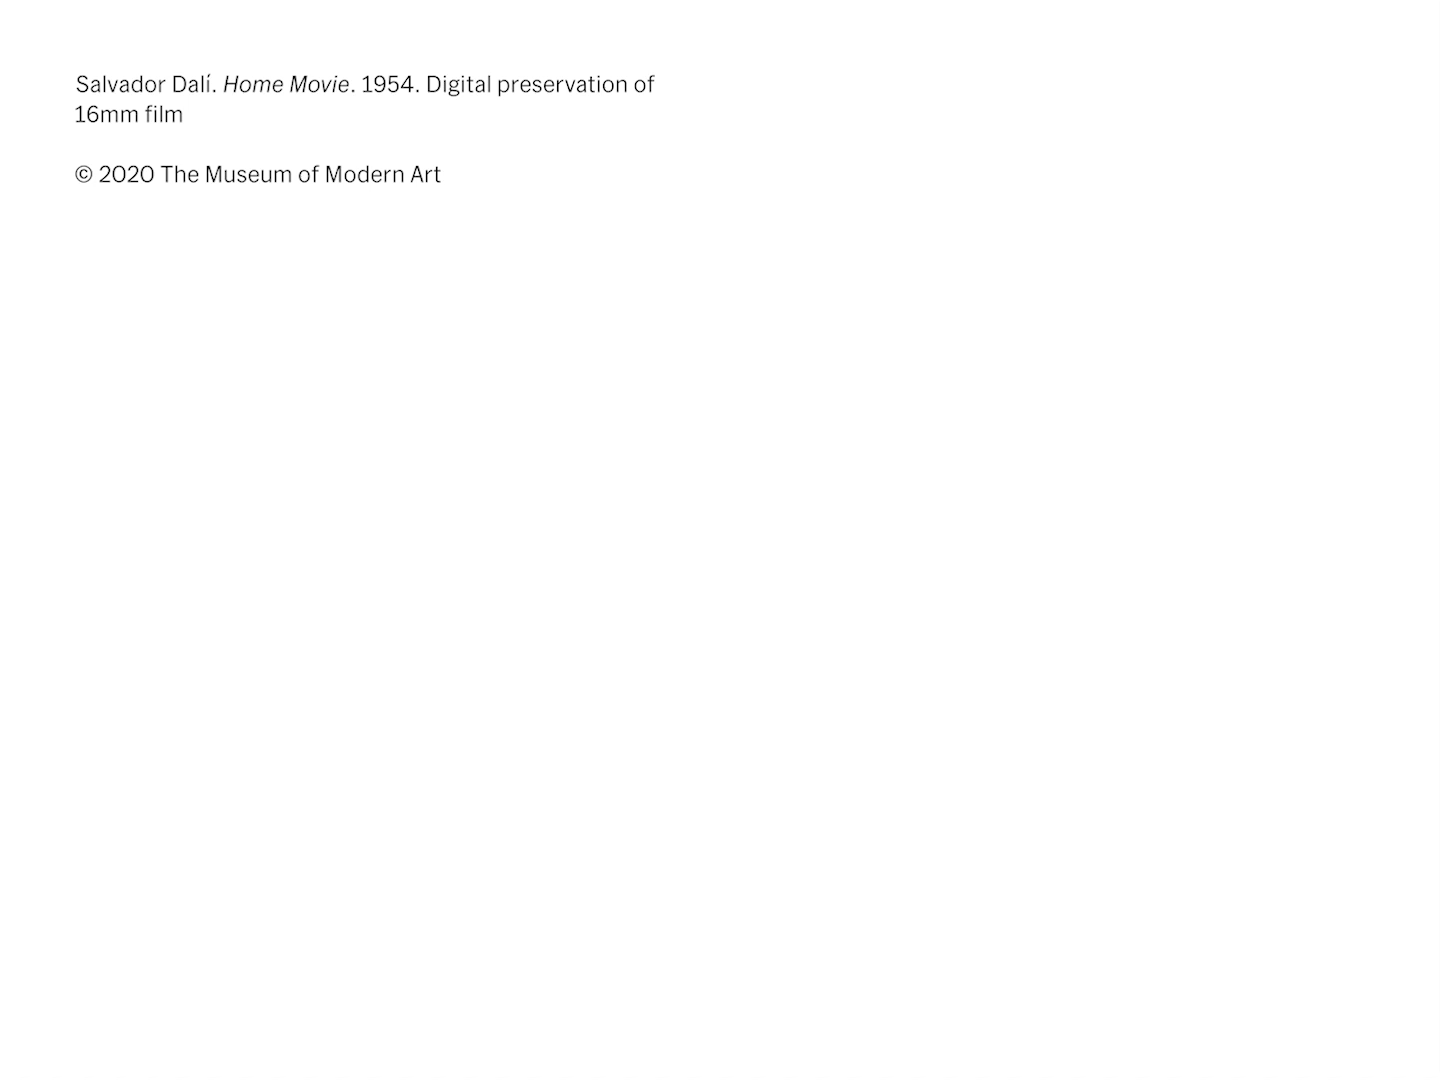 Salvador Dalí. Home Movie. 1954. Digital preservation of
16mm film
© 2020 The Museum of Modern Art